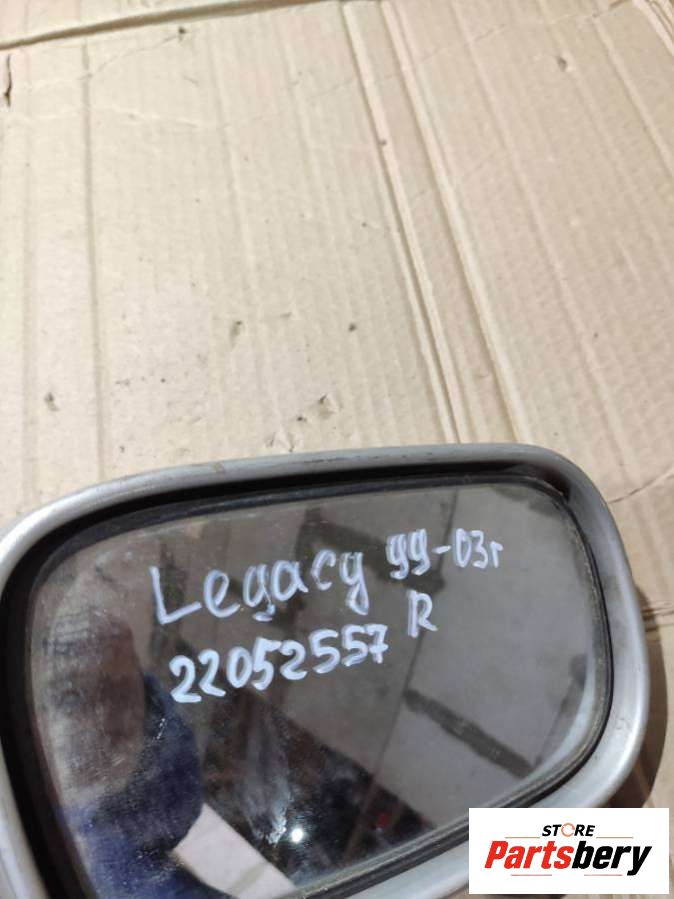 Legacy 99-03г
22052557 R
STORE
Partsbery